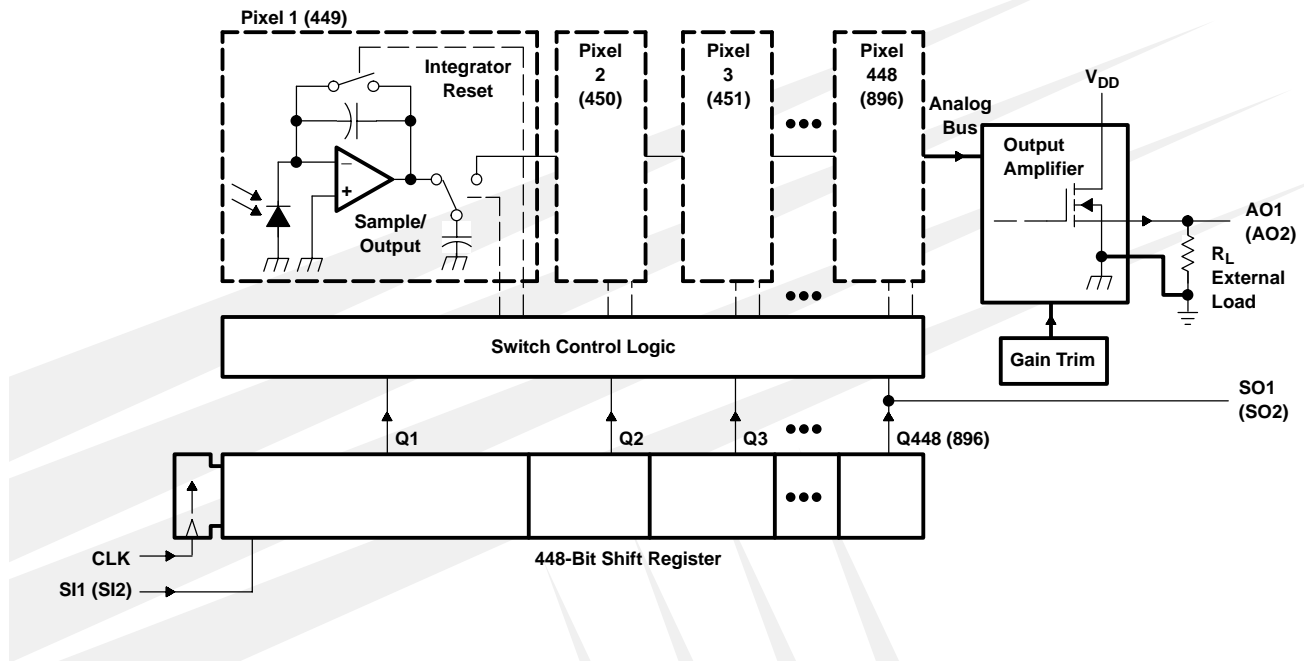 Pixel 1 (449)
Integrator
Reset
−
+
Sample/
Output
Pixel
2
(450)
Pixel
3
(451)
Pixel
448
(896)
Analog
Bus
VDD
Output
Amplifier
AO1
(AO2)
RL
External
Load
Gain Trim
Switch Control Logic
SO1
(SO2)
Q1
Q2
Q3
Q448 (896)
CLK
SI1 (SI2)
448-Bit Shift Register